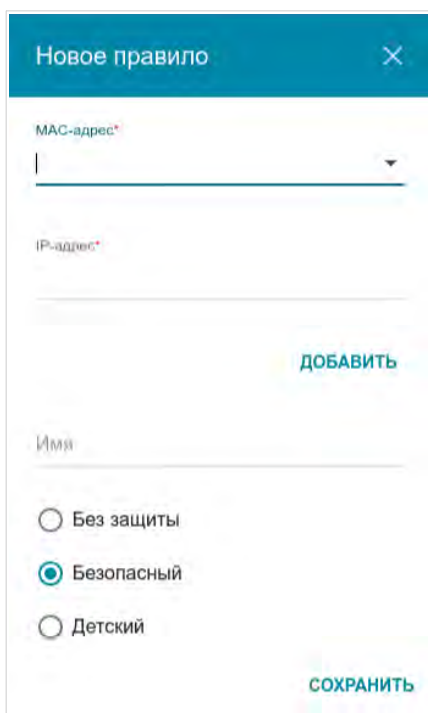 Новое правило
MAC-адрес*
IP-адрес*
ДОБАВИТЬ
Имя
Без защиты
Безопасный
Детский
СОХРАНИТЬ